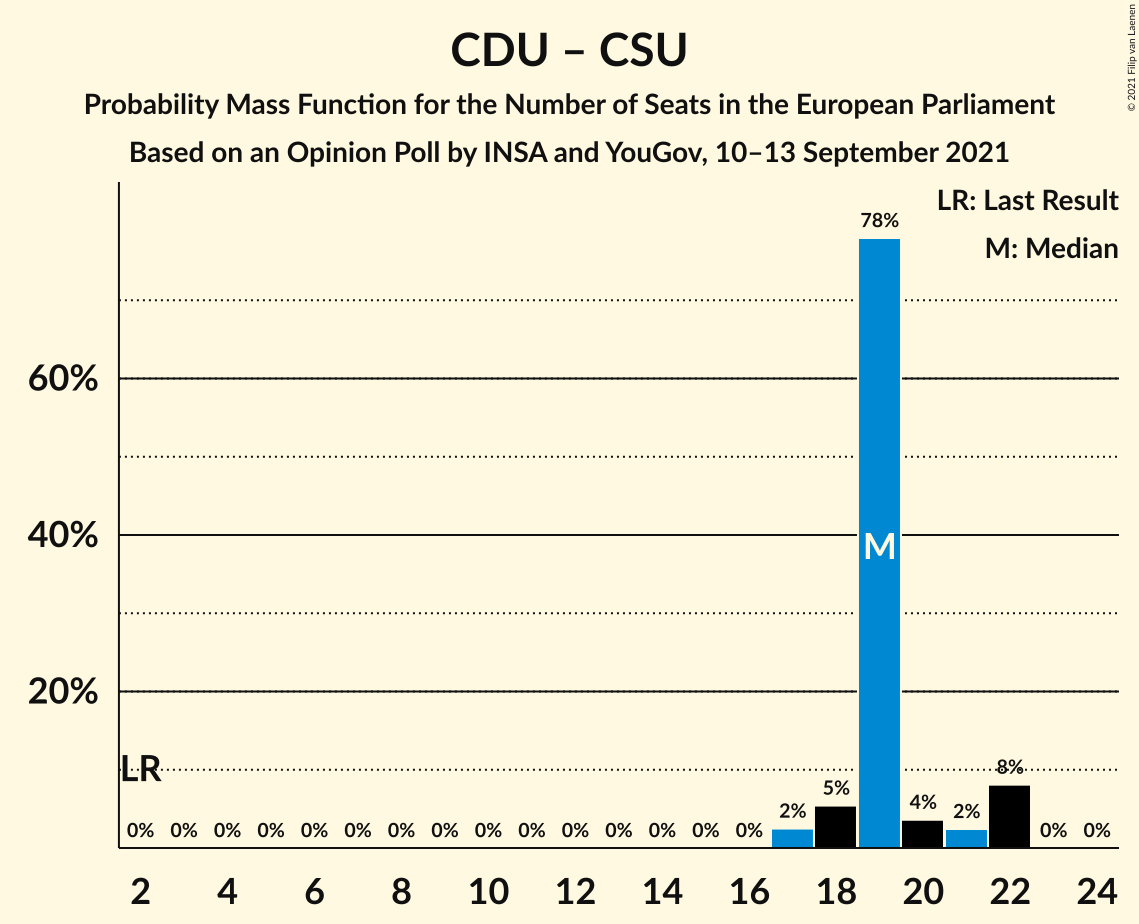 CDU – CSU
Probability Mass Function for the Number of Seats in the European Parliament
Based on an Opinion Poll by INSA and YouGov, 10–13 September 2021
© 2021 Filip van Laenen
LR: Last Result
M: Median
78%
60%
40%
M
20%
LR
0% 0% 0% 0% 0% 0% 0% 0% 0% 0% 0% 0% 0% 0% 0% 2% 5% 4% 2% 8% 0% 0%
2 4 6 8 10 12 14 16 18 20 22 24